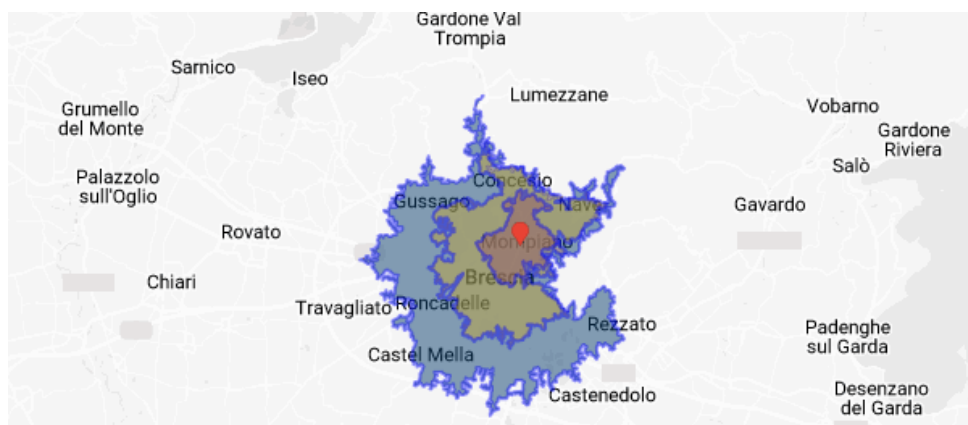 Gardone Val
Trompia
Sarnico
Iseo
Lumezzane
Grumello
del Monte
Vobarno
Gardone
Riviera
Salò
Palazzolo
sull'Oglio
Concesio
Gussago
Nave
Gavardo
Rovato
Mompiano
Brescia
Chiari
Travagliato
Roncadelle
Rezzato
Padenghe
sul Garda
Castel Mella
Castenedolo
Desenzano
del Garda